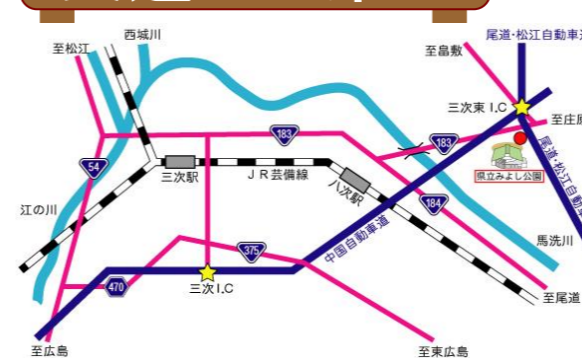 西城川
至松江
尾道・松江自動車道
至畠敷
三次東I.C
至庄原
183
183
54
三次駅
JR芸備線
八次駅
県立みよし公園
尾道・松江自動車
江の川
184
馬洗川
375
中国自動車道
470
三次I.C
至尾道
至広島
至東広島